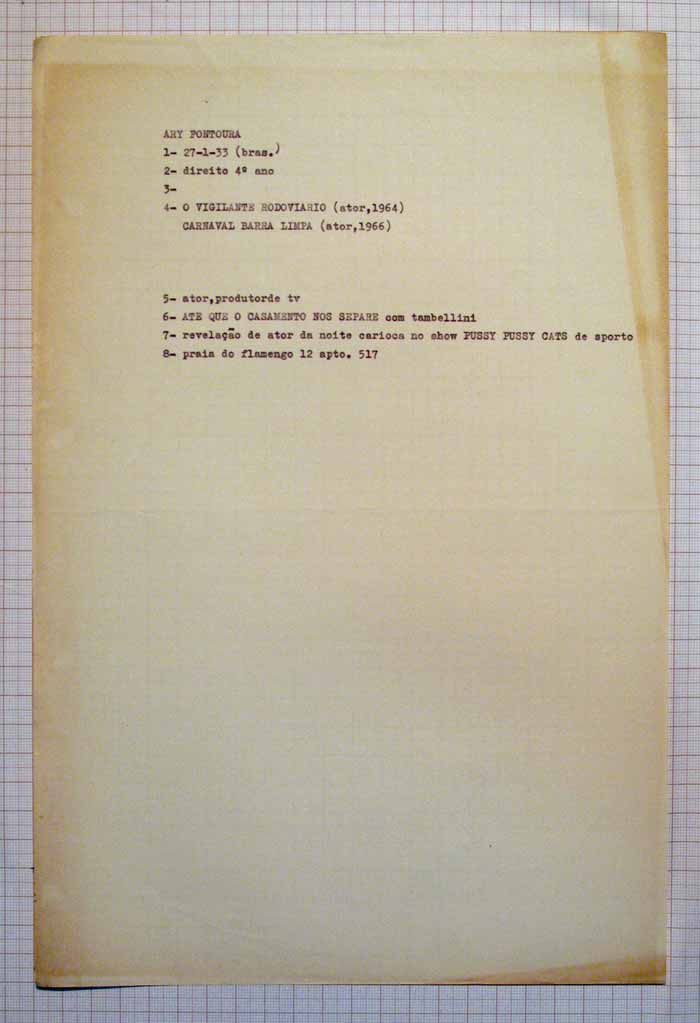 ARY FONTOURA
1- 27-1-33 (bras.)
2- direito 4º ano
3-
4- O VIGILANTE RODOVIARIO (ator,1964)
CARNAVAL BARRA LIMPA (ator,1966)
5- ator,produtorde tv
6- ATE QUE O CASAMENTO NOS SEPARE com tambellini
7- revelação de ator da noite carioca no show PUSSY PUSSY CATS de sporto
8- praia do flamengo 12 apto. 517